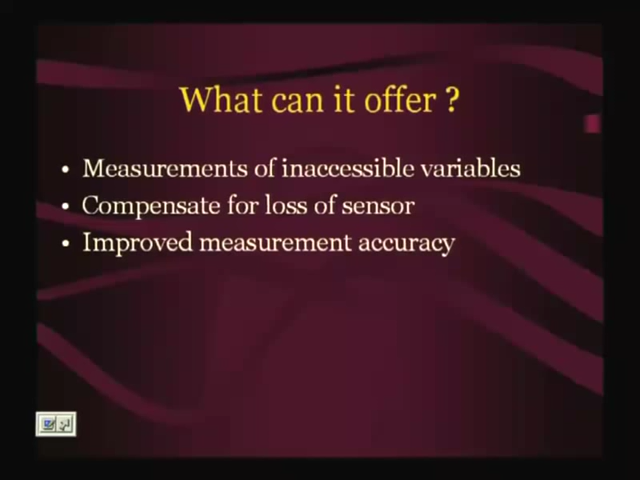 What can it offer ?
• Measurements of inaccessible variables
• Compensate for loss of sensor
• Improved measurement accuracy